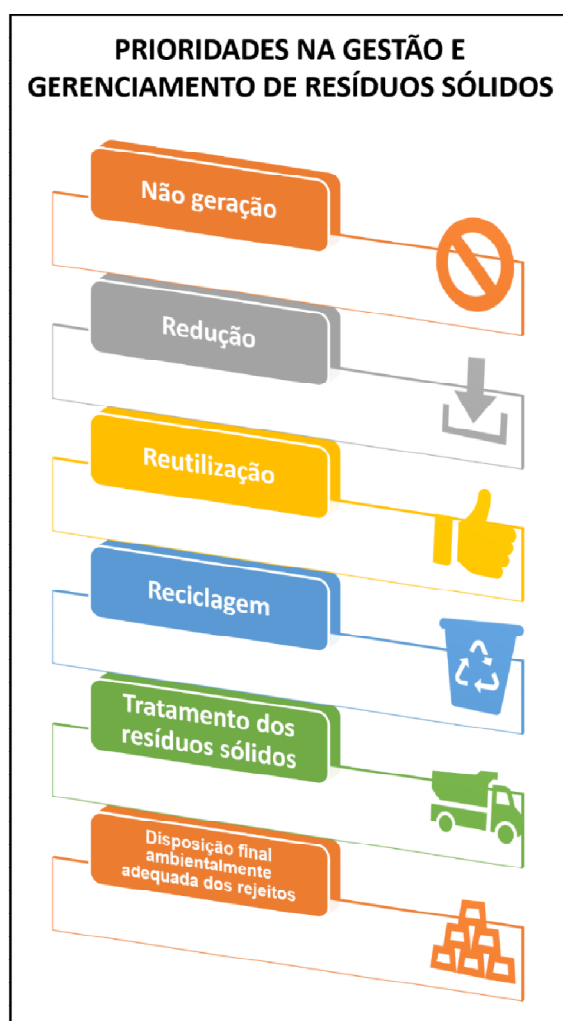 PRIORIDADES NA GESTÃO E
GERENCIAMENTO DE RESÍDUOS SÓLIDOS
Não geração
Redução
Reutilização
Reciclagem
Tratamento dos
resíduos sólidos
Disposição final
ambientalmente
adequada dos rejeitos